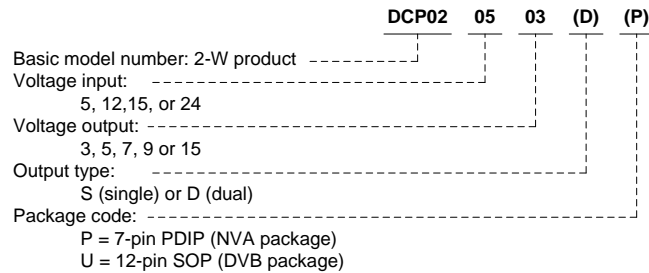 DCP02 05 03 (D) (P)
Basic model number: 2-W product
Voltage input:
5, 12,15, or 24
Voltage output:
3, 5, 7, 9 or 15
Output type:
S (single) or D (dual)
Package code:
P = 7-pin PDIP (NVA package)
U = 12-pin SOP (DVB package)